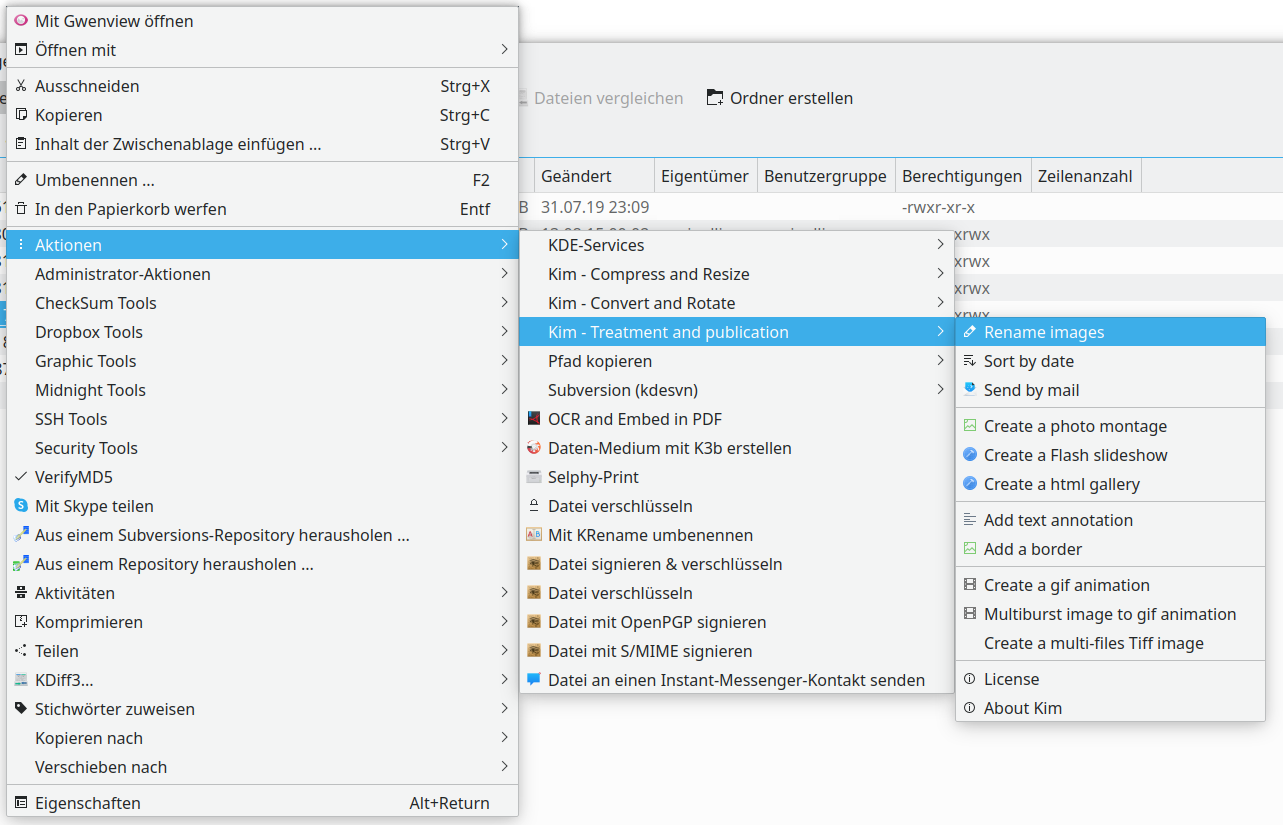 Mit Gwenview öffnen
Öffnen mit
Ausschneiden Strg+X
Kopieren Strg+C
Inhalt der Zwischenablage einfügen ... Strg+V
Umbenennen ... F2
In den Papierkorb werfen Entf
Aktionen
Administrator-Aktionen
CheckSum Tools
Dropbox Tools
Graphic Tools
Midnight Tools
SSH Tools
Security Tools
VerifyMD5
Mit Skype teilen
Aus einem Subversions-Repository herausholen ...
Aus einem Repository herausholen ...
Aktivitäten
Komprimieren
Teilen
KDiff3...
Stichwörter zuweisen
Kopieren nach
Verschieben nach
Eigenschaften Alt+Return
Dateien vergleichen Ordner erstellen
Geändert Eigentümer Benutzergruppe Berechtigungen Zeilenanzahl
B 31.07.19 23:09 -rwxr-xr-x
xrwx
xrwx
xrwx
xrwx
KDE-Services
Kim - Compress and Resize
Kim - Convert and Rotate
Kim - Treatment and publication
Pfad kopieren
Subversion (kdesvn)
OCR and Embed in PDF
Daten-Medium mit K3b erstellen
Selphy-Print
Datei verschlüsseln
Mit KRename umbenennen
Datei signieren & verschlüsseln
Datei verschlüsseln
Datei mit OpenPGP signieren
Datei mit S/MIME signieren
Datei an einen Instant-Messenger-Kontakt senden
Rename images
Sort by date
Send by mail
Create a photo montage
Create a Flash slideshow
Create a html gallery
Add text annotation
Add a border
Create a gif animation
Multiburst image to gif animation
Create a multi-files Tiff image
License
About Kim